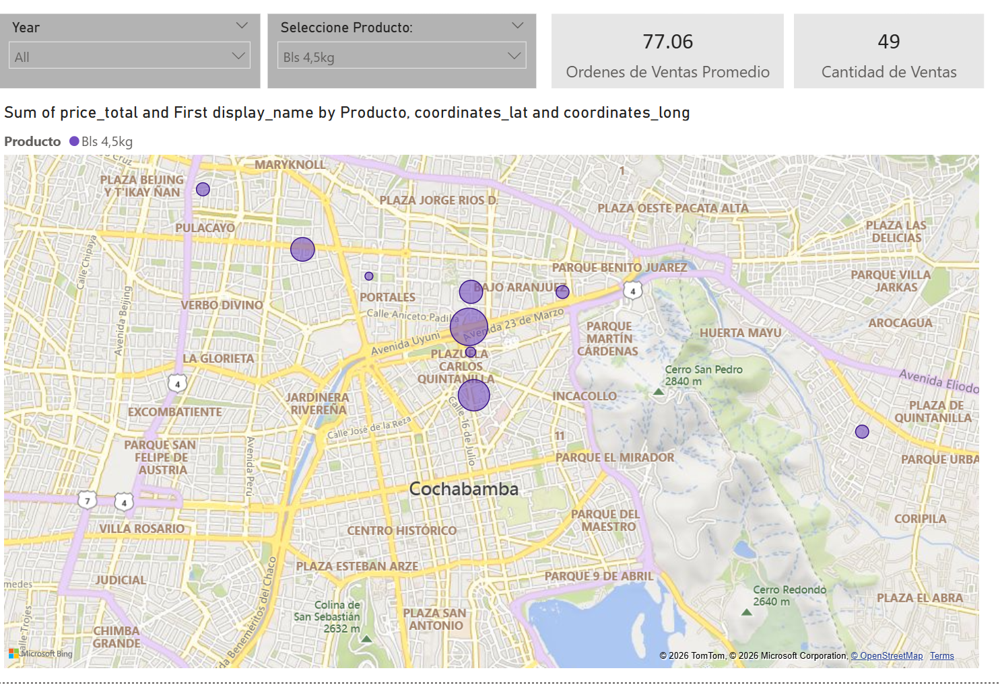 Year
Seleccione Producto:
All
Bls 4,5kg
77.06
Ordenes de Ventas Promedio
49
Cantidad de Ventas
Sum of price_total and First display_name by Producto, coordinates_lat and coordinates_long
Producto
Bls 4,5kg
Cruz
MARYKNOLL
1
PLAZA BEIJING
Y T'IKAY ÑAN
PLAZA JORGE RIOS D.
PLAZA OESTE PACATA ALTA
PULACAYO
PLAZA LAS
DELICIAS
Calle Chipaya
PARQUE BENITO JUAREZ
PARQUE VILLA
JARKAS
BAJO ARANJUEZ
4
PORTALES
VERBO DIVINO
Calle Aniceto Padilla
Avenida 23 de Marzo
Avenida Beijing
PARQUE
MARTÍN
CÁRDENAS
AROCAGUA
HUERTA MAYU
Avenida Uyuni
LA GLORIETA
PLAZUELA
CARLOS
QUINTANILLA
Cerro San Pedro
2840 m
Avenida Eliodo
4
JARDINERA
RIVEREÑA
INCACOLLO
EXCOMBATIENTE
PLAZA DE
QUINTANILLA
Calle José de la Reza
Calle 16 de Julio
11
PARQUE SAN
FELIPE DE
AUSTRIA
Avenida Peru
PARQUE EL MIRADOR
PARQUE URBA
Cochabamba
7
4
PARQUE DEL
MAESTRO
CORIPILA
VILLA ROSARIO
CENTRO HISTÓRICO
PLAZA ESTEBAN ARZE
PARQUE 9 DE ABRIL
JUDICIAL
medes
Cerro Redondo
2640 m
PLAZA EL ABRA
Colina de
San Sebastián
2632 m
PLAZA SAN
ANTONIO
alle Trojes
CHIMBA
GRANDE
da Benemeritos del Chaco
Microsoft Bing
© 2026 TomTom, © 2026 Microsoft Corporation, © OpenStreetMap Terms